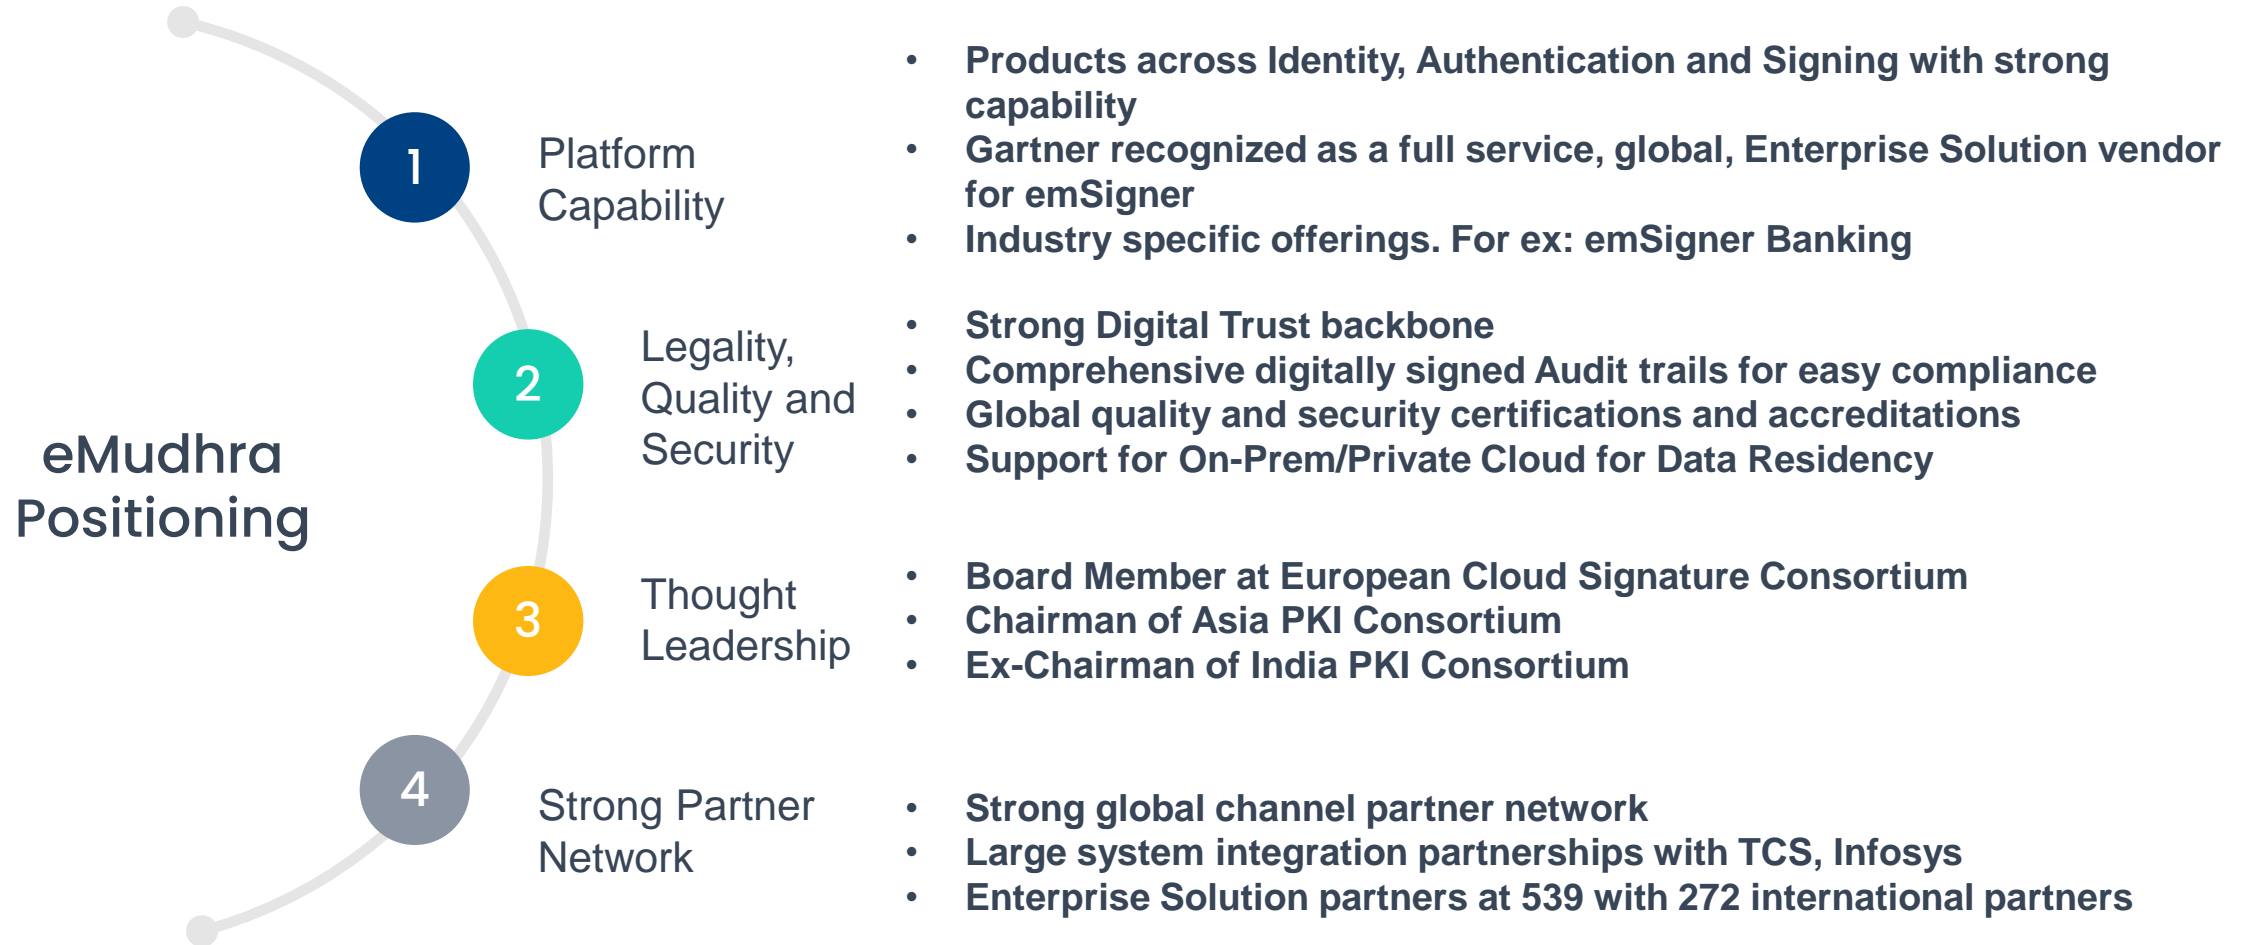 eMudhra
Positioning
1
Platform
Capability
• Products across Identity, Authentication and Signing with strong
capability
• Gartner recognized as a full service, global, Enterprise Solution vendor
for emSigner
• Industry specific offerings. For ex: emSigner Banking
2
Legality,
Quality and
Security
• Strong Digital Trust backbone
• Comprehensive digitally signed Audit trails for easy compliance
• Global quality and security certifications and accreditations
• Support for On-Prem/Private Cloud for Data Residency
3
Thought
Leadership
• Board Member at European Cloud Signature Consortium
• Chairman of Asia PKI Consortium
• Ex-Chairman of India PKI Consortium
4
Strong Partner
Network
• Strong global channel partner network
• Large system integration partnerships with TCS, Infosys
• Enterprise Solution partners at 539 with 272 international partners